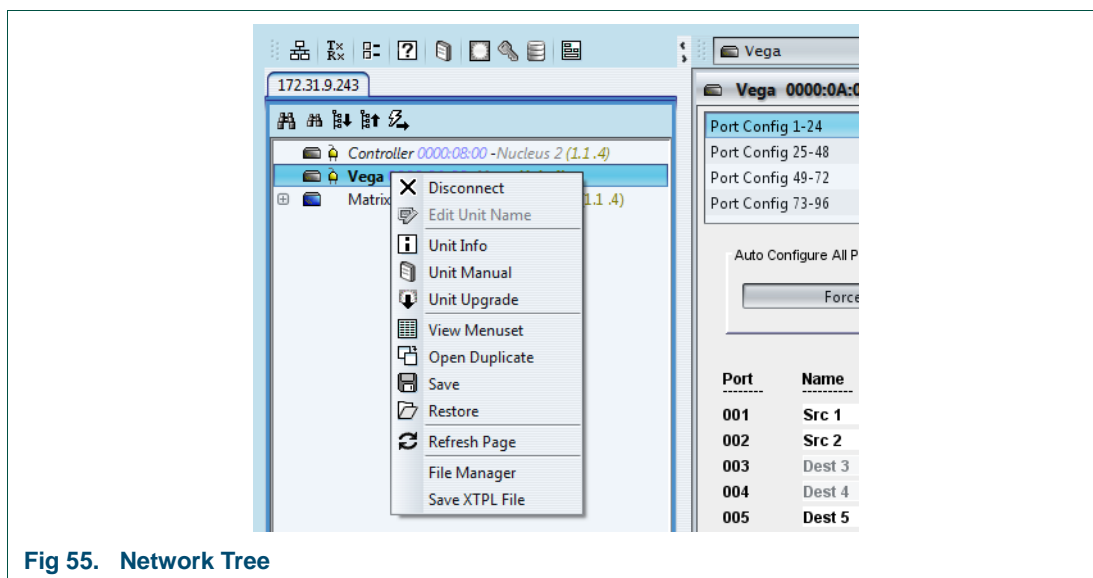 Tx
Rx
?
Vega
172.31.9.243
Vega 0000:0A:0
Controller 0000:08:00 -Nucleus 2 (1.1 .4)
Vega
Matrix 1.1 .4)
Disconnect
Edit Unit Name
Unit Info
Unit Manual
Unit Upgrade
View Menuset
Open Duplicate
Save
Restore
Refresh Page
File Manager
Save XTPL File
Port Config 1-24
Port Config 25-48
Port Config 49-72
Port Config 73-96
Auto Configure All P
Force
Port Name
001 Src 1
002 Src 2
003 Dest 3
004 Dest 4
005 Dest 5
Fig 55. Network Tree